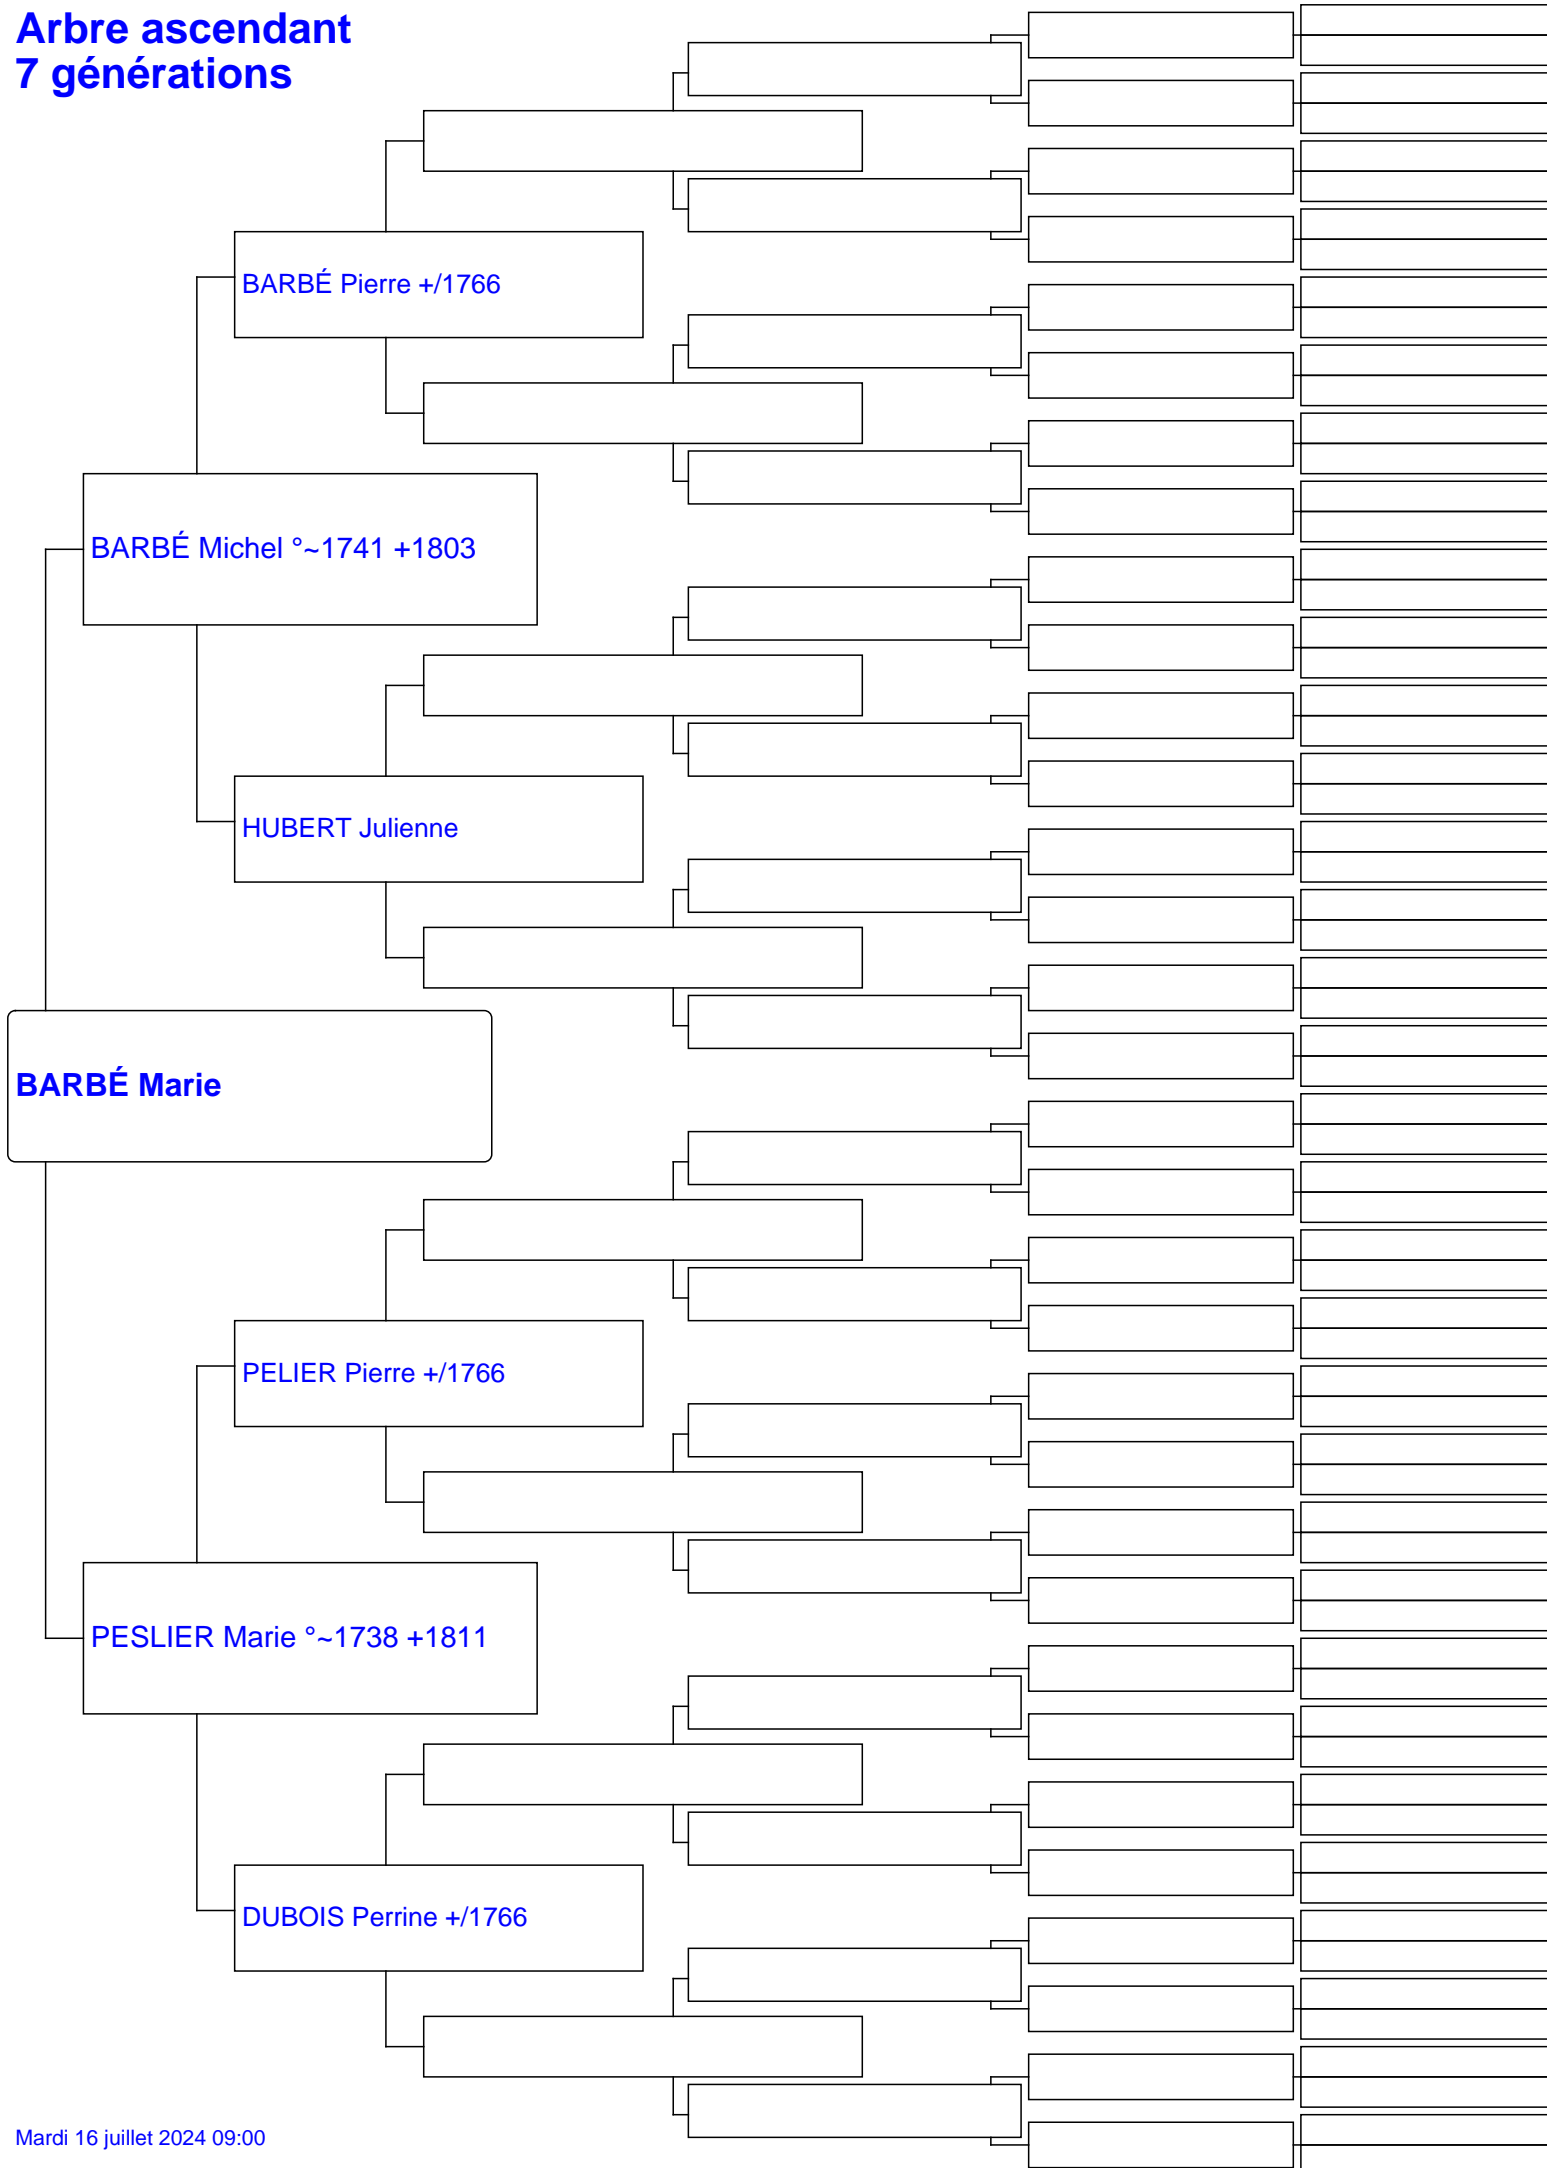 Arbre ascendant
7 générations
BARBÉ Pierre +/1766
BARBÉ Michel °~1741 +1803
HUBERT Julienne
BARBÉ Marie
PELIER Pierre +/1766
PESLIER Marie °~1738 +1811
DUBOIS Perrine +/1766
Mardi 16 juillet 2024 09:00